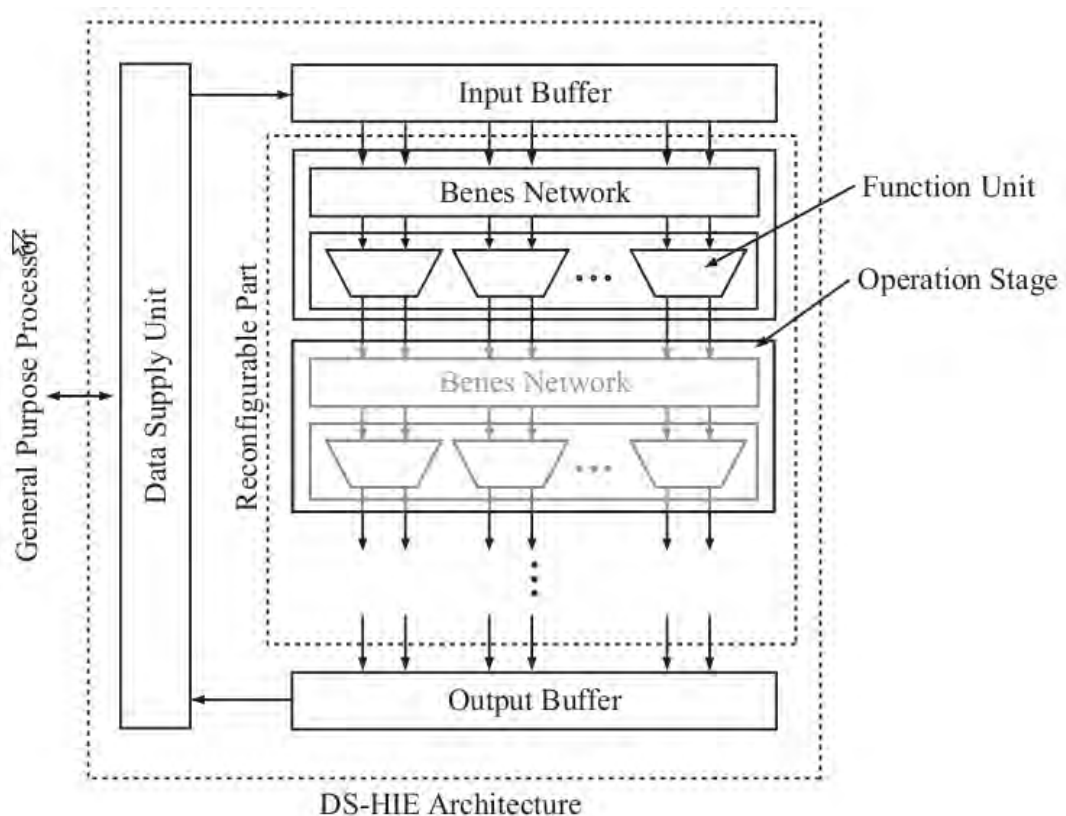 Input Buffer
Benes Network
Function Unit
Operation Stage
Benes Network
General Purpose Processor
Data Supply Unit
Reconfigurable Part
Output Buffer
DS-HIE Architecture